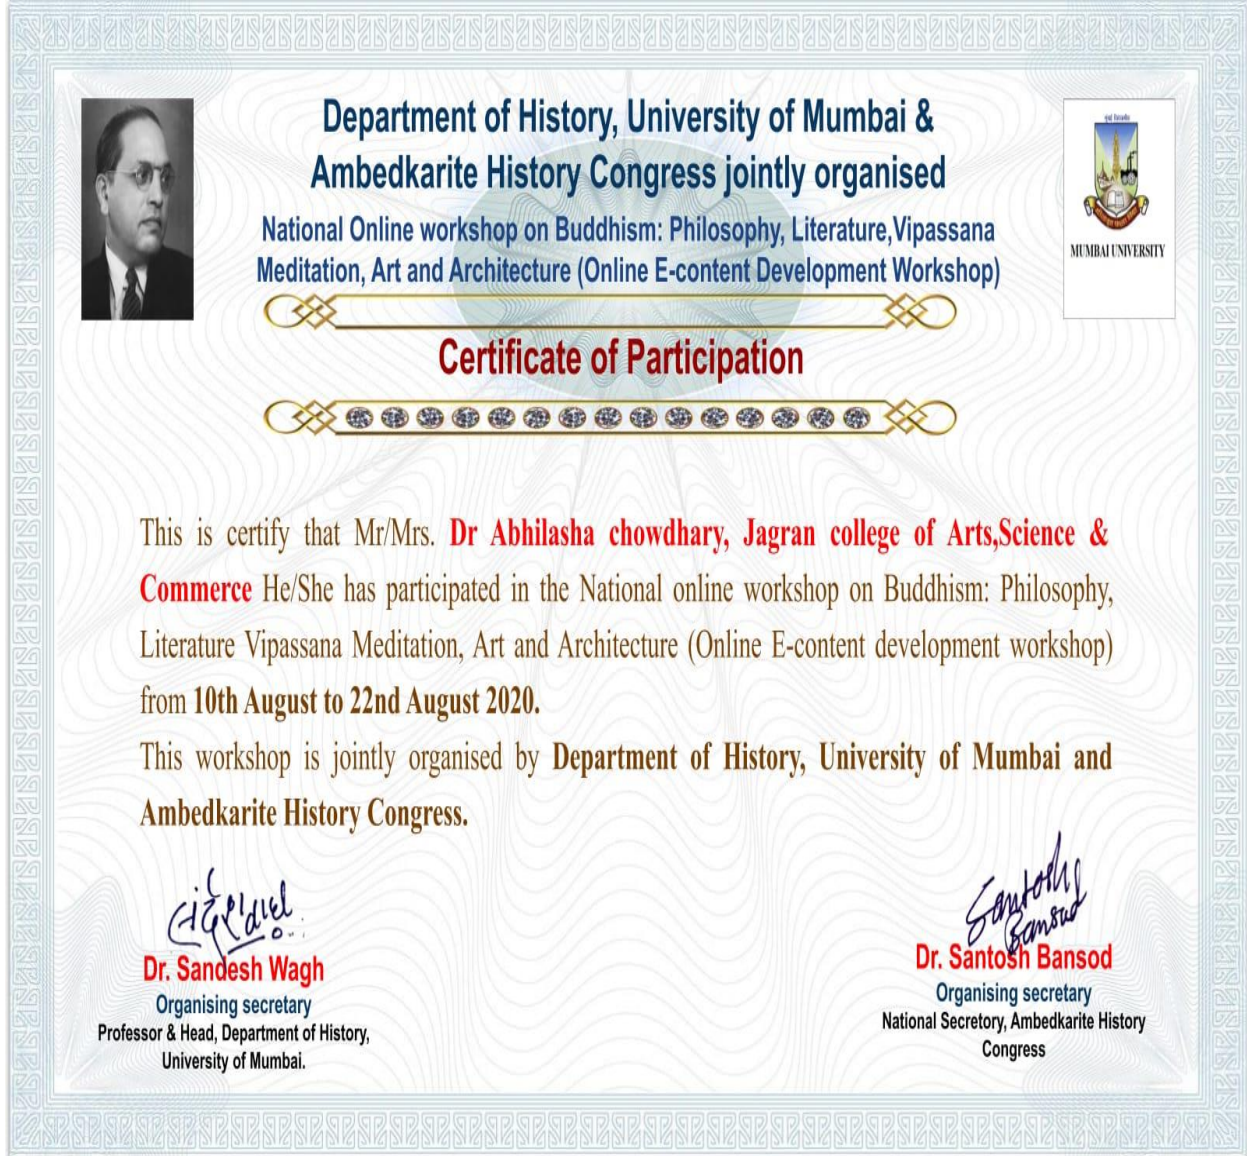 Department of History, University of Mumbai &
Ambedkarite History Congress jointly organised
National Online workshop on Buddhism: Philosophy, Literature,Vipassana
Meditation, Art and Architecture (Online E-content Development Workshop)
MUMBAI UNIVERSITY
Certificate of Participation
This is certify that Mr/Mrs. Dr Abhilasha chowdhary, Jagran college of Arts,Science &
Commerce He/She has participated in the National online workshop on Buddhism: Philosophy,
Literature Vipassana Meditation, Art and Architecture (Online E-content development workshop)
from 10th August to 22nd August 2020.
This workshop is jointly organised by Department of History, University of Mumbai and
Ambedkarite History Congress.
Dr. Sandesh Wagh
Organising secretary
Professor & Head, Department of History,
University of Mumbai.
Santosh
Bansod
Dr. Santosh Bansod
Organising secretary
National Secretary, Ambedkarite History
Congress